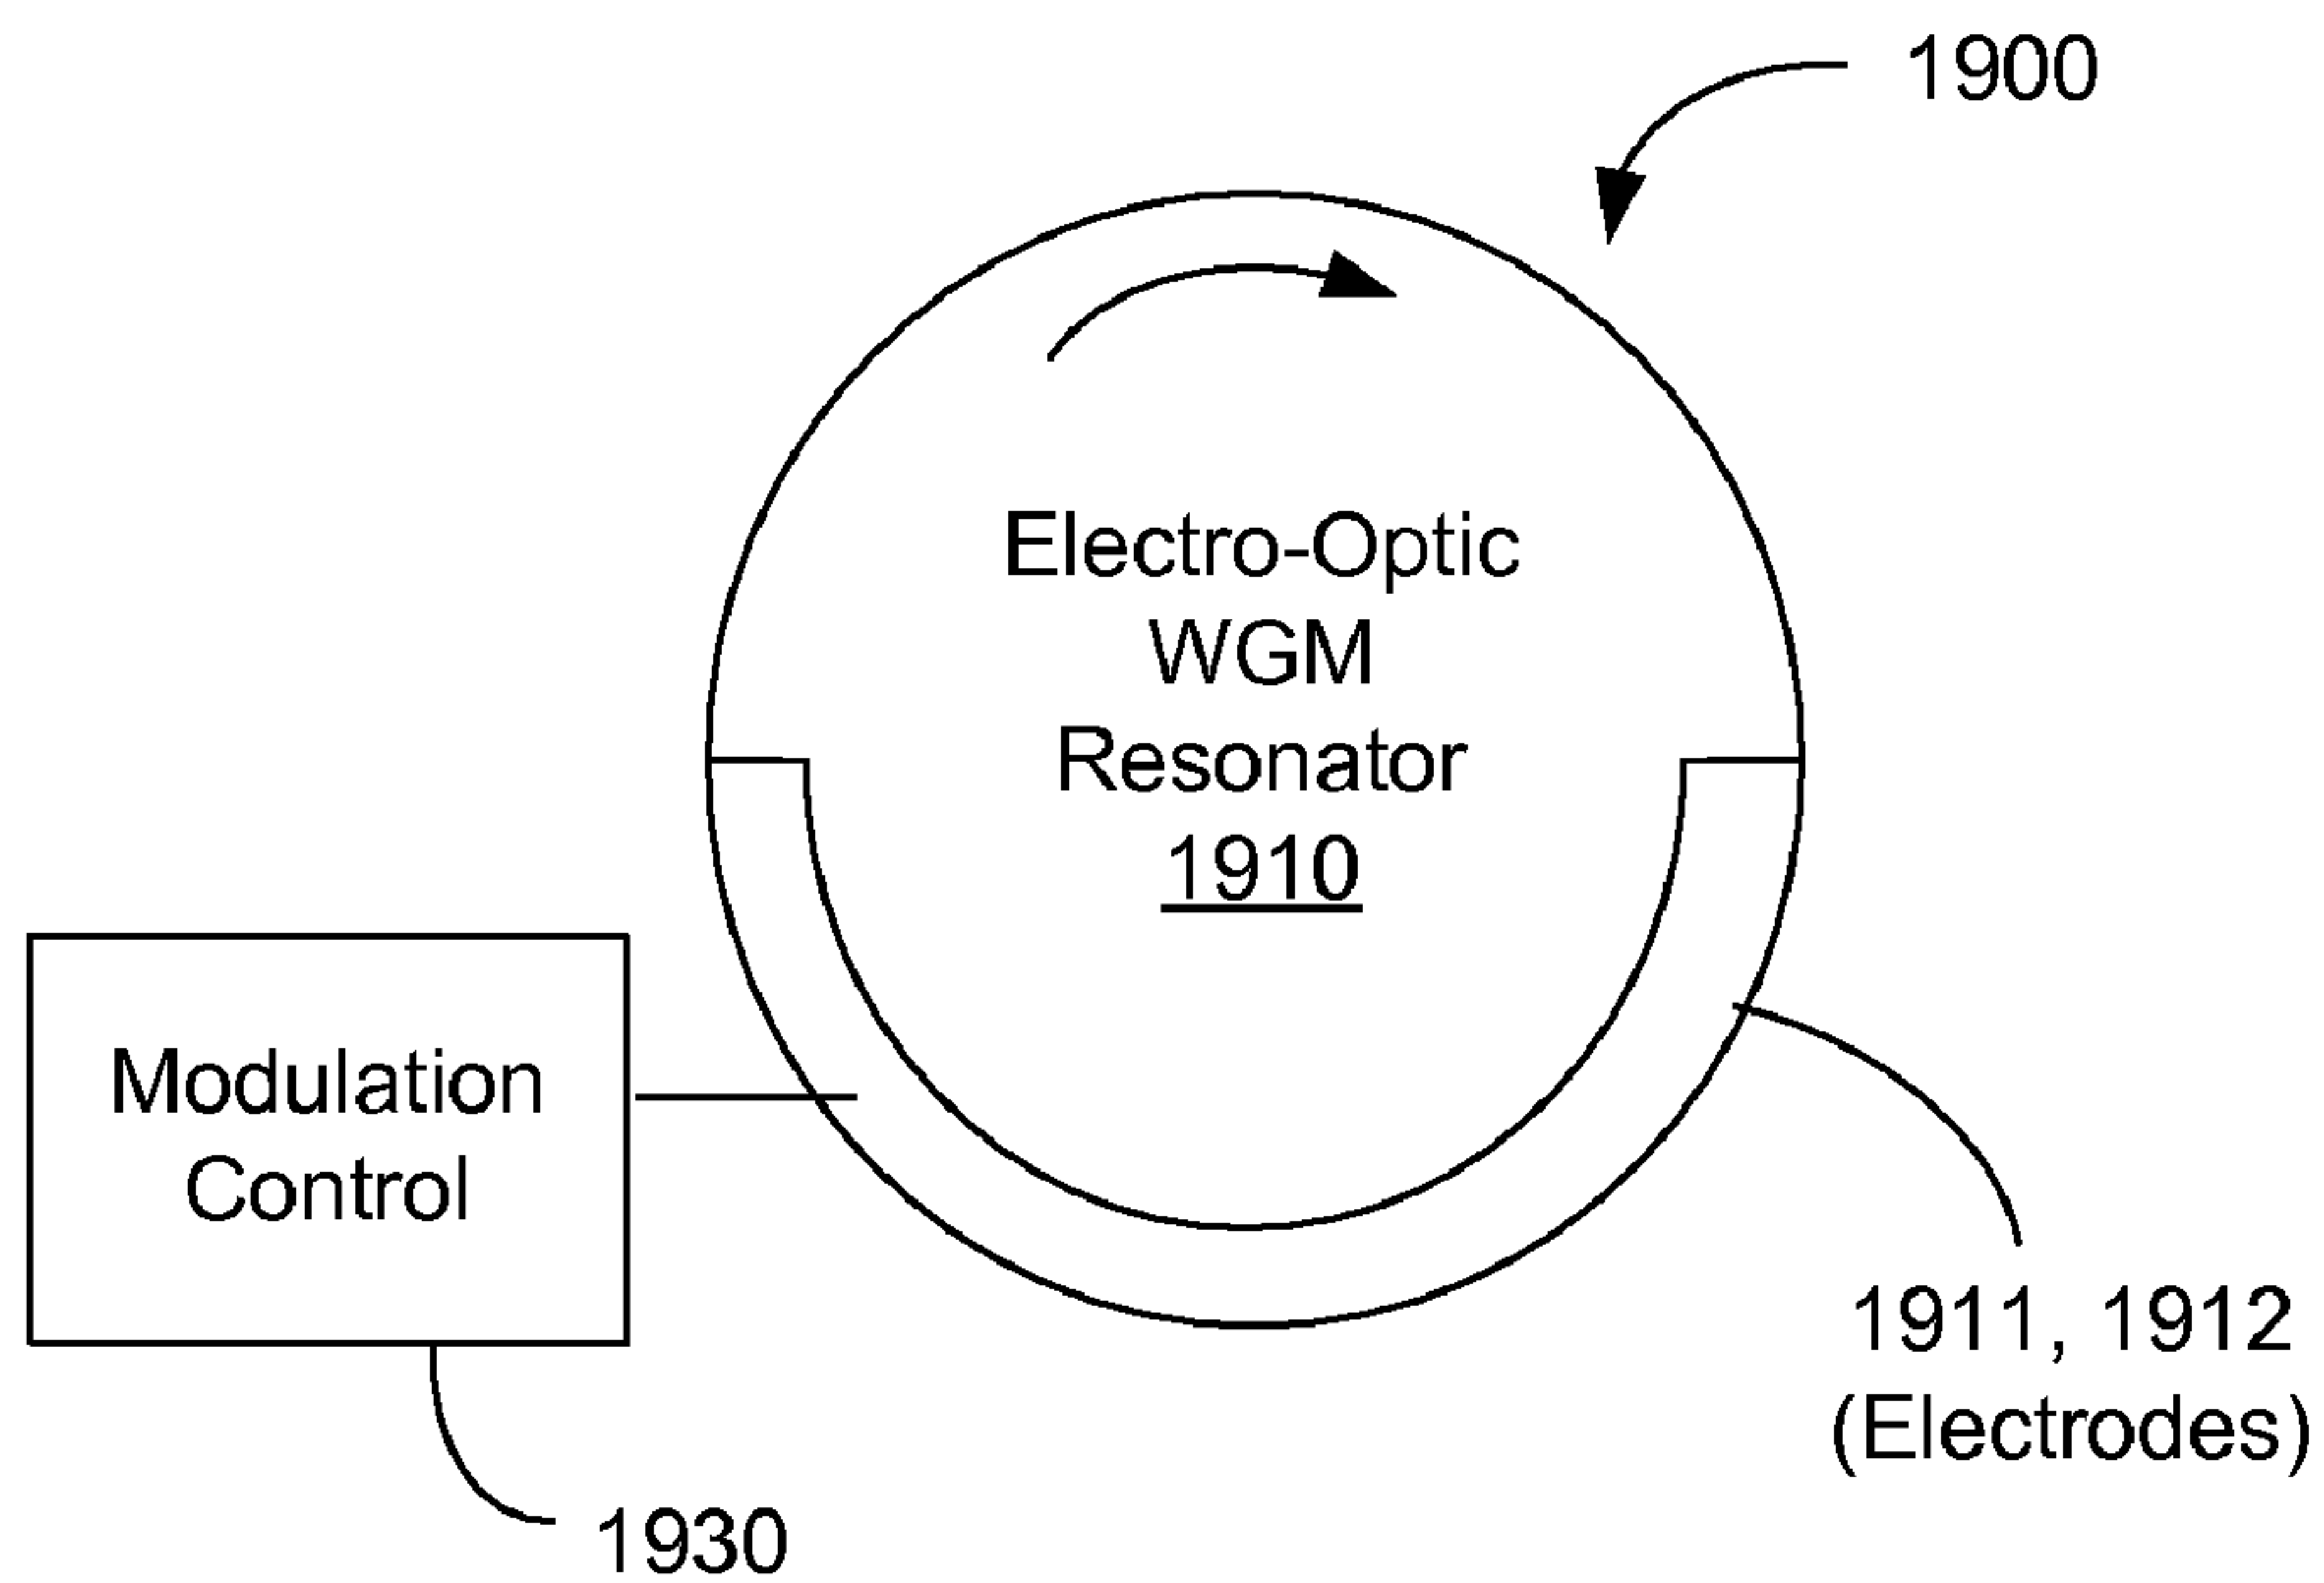 1900
Electro-Optic
WGM
Resonator
1910
Modulation
Control
1911, 1912
(Electrodes)
1930